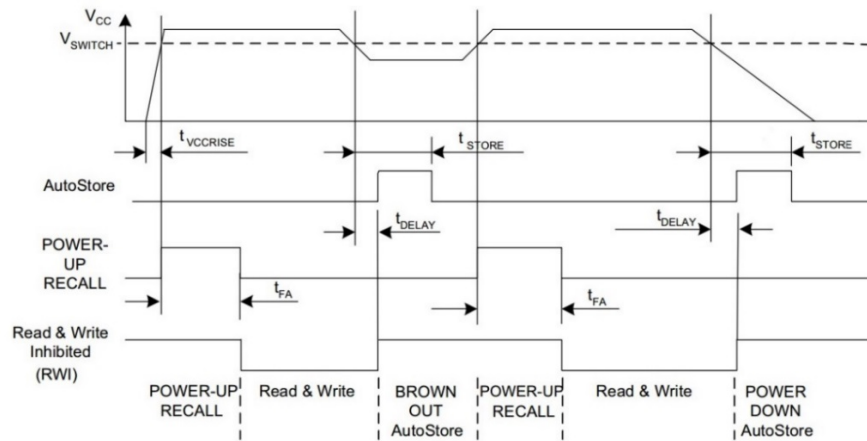 VCC
VSWITCH
tVCCRISE
tSTORE
tSTORE
AutoStore
tDELAY
tDELAY
POWER-
UP
RECALL
tFA
tFA
Read & Write
Inhibited
(RWI)
POWER-UP
RECALL
Read & Write
BROWN
OUT
AutoStore
POWER-UP
RECALL
Read & Write
POWER
DOWN
AutoStore